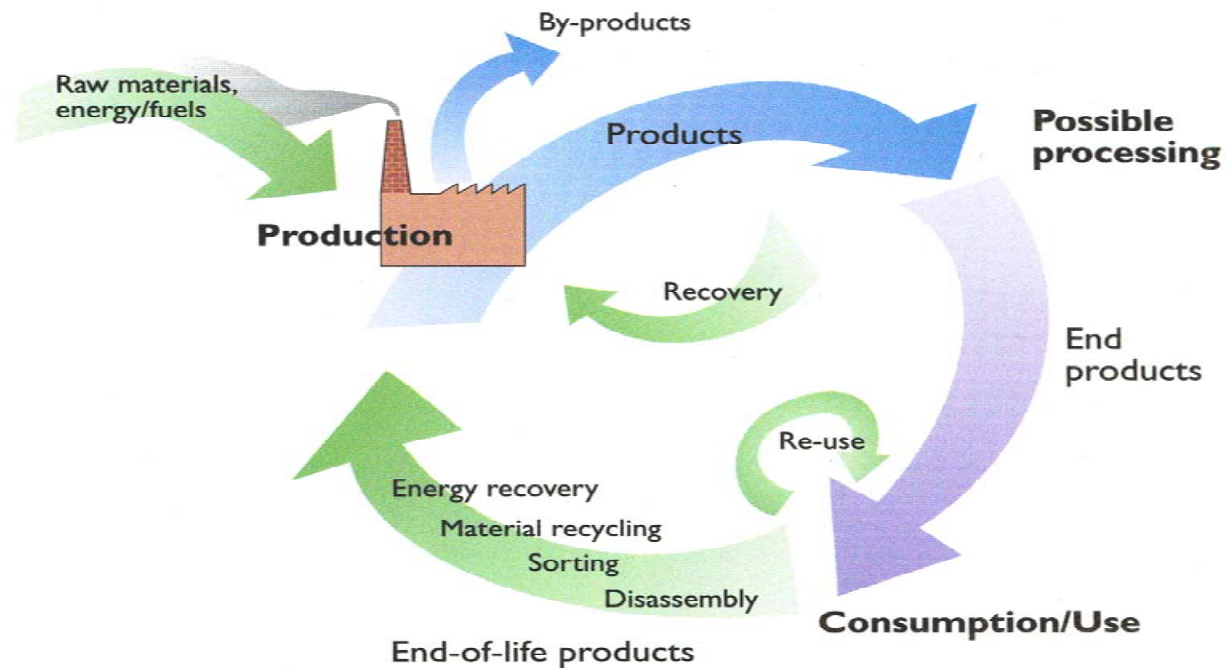 By-products
Raw materials,
energy/fuels
Products
Possible
processing
Production
Recovery
End
products
Re-use
Energy recovery
Material recycling
Sorting
Disassembly
Consumption/Use
End-of-life products